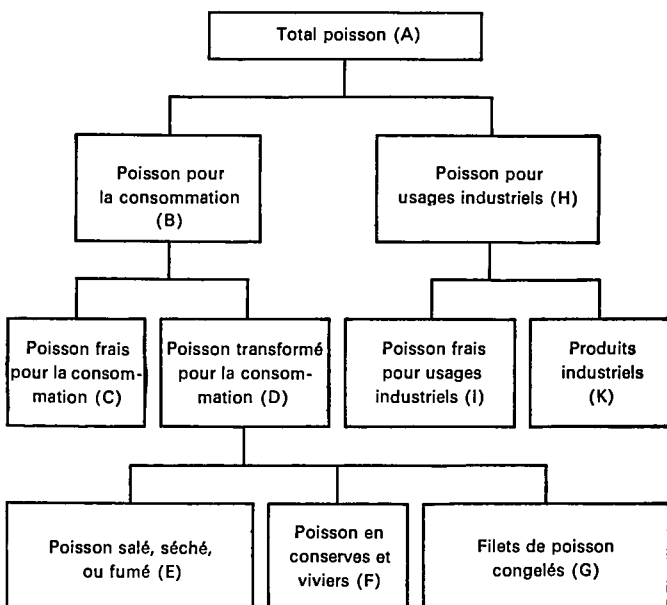 Total poisson (A)
Poisson pour
la consommation
(B)
Poisson pour
usages industriels (H)
Poisson frais
pour la consom-
mation (C)
Poisson transformé
pour la consom-
mation (D)
Poisson frais
pour usages
industriels (I)
Produits
industriels
(K)
Poisson salé, séché,
ou fumé (E)
Poisson en
conserves et
viviers (F)
Filets de poisson
congelés (G)